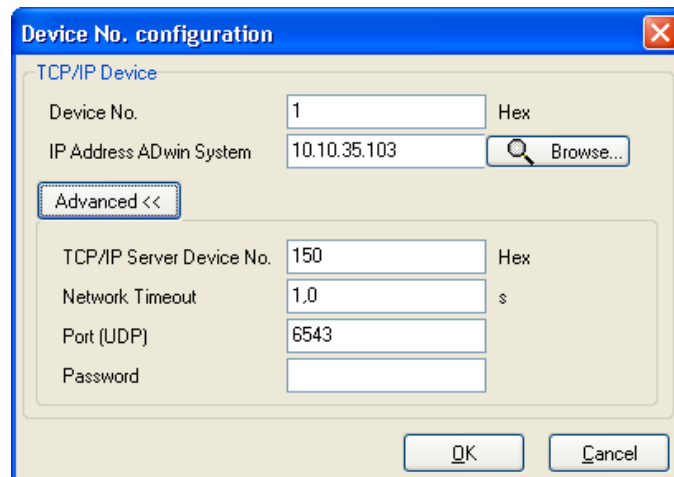 Device No. configuration
TCP/IP Device
Device No. 1 Hex
IP Address ADwin System 10.10.35.103 Browse...
Advanced <<
TCP/IP Server Device No. 150 Hex
Network Timeout 1,0 s
Port (UDP) 6543
Password
OK Cancel